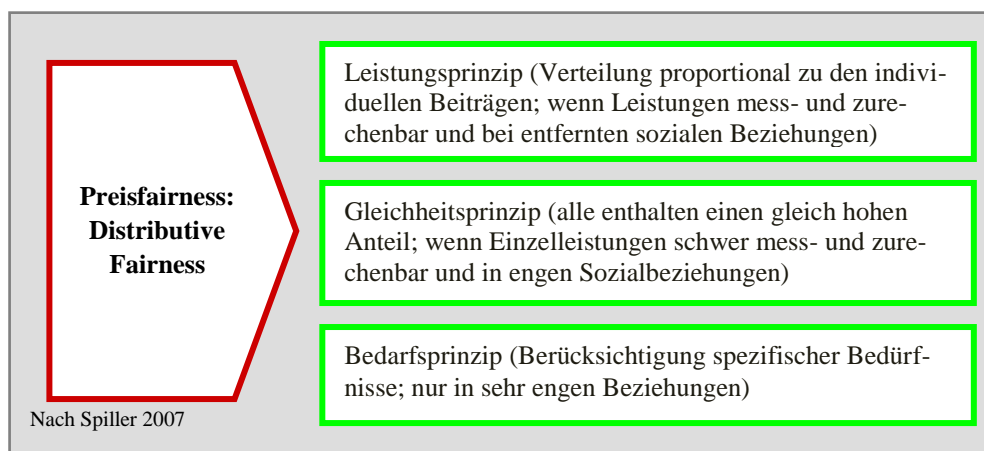 Preisfairness:
Distributive
Fairness
Leistungsprinzip (Verteilung proportional zu den indivi-
duellen Beiträgen; wenn Leistungen mess- und zure-
chenbar und bei entfernten sozialen Beziehungen)
Gleichheitsprinzip (alle enthalten einen gleich hohen
Anteil; wenn Einzelleistungen schwer mess- und zure-
chenbar und in engen Sozialbeziehungen)
Bedarfsprinzip (Berücksichtigung spezifischer Bedürf-
nisse; nur in sehr engen Beziehungen)
Nach Spiller 2007